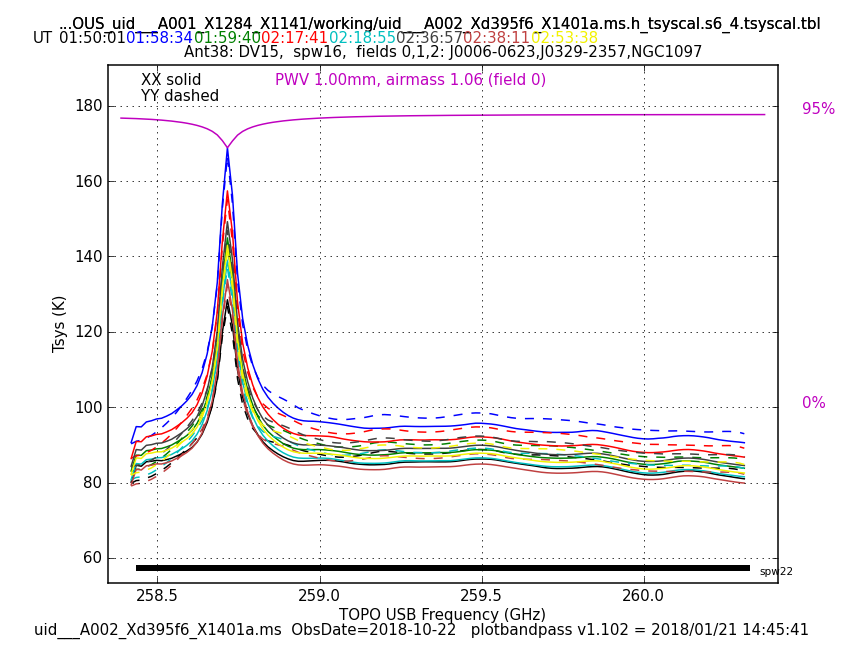 ...OUS_uid___A001_X1284_X1141/working/uid___A002_Xd395f6_X1401a.ms.h_tsyscal.s6_4.tsyscal.tbl
UT 01:50:01 01:58:34 01:59:40 02:17:41 02:18:55 02:36:57 02:38:11 02:53:38
Ant38: DV15, spw16, fields 0,1,2: J0006-0623,J0329-2357,NGC1097
XX solid
YY dashed
PWV 1.00mm, airmass 1.06 (field 0)
95%
0%
180
160
140
120
100
80
60
Tsys (K)
spw22
258.5 259.0 259.5 260.0
TOPO USB Frequency (GHz)
uid___A002_Xd395f6_X1401a.ms ObsDate=2018-10-22 plotbandpass v1.102 = 2018/01/21 14:45:41